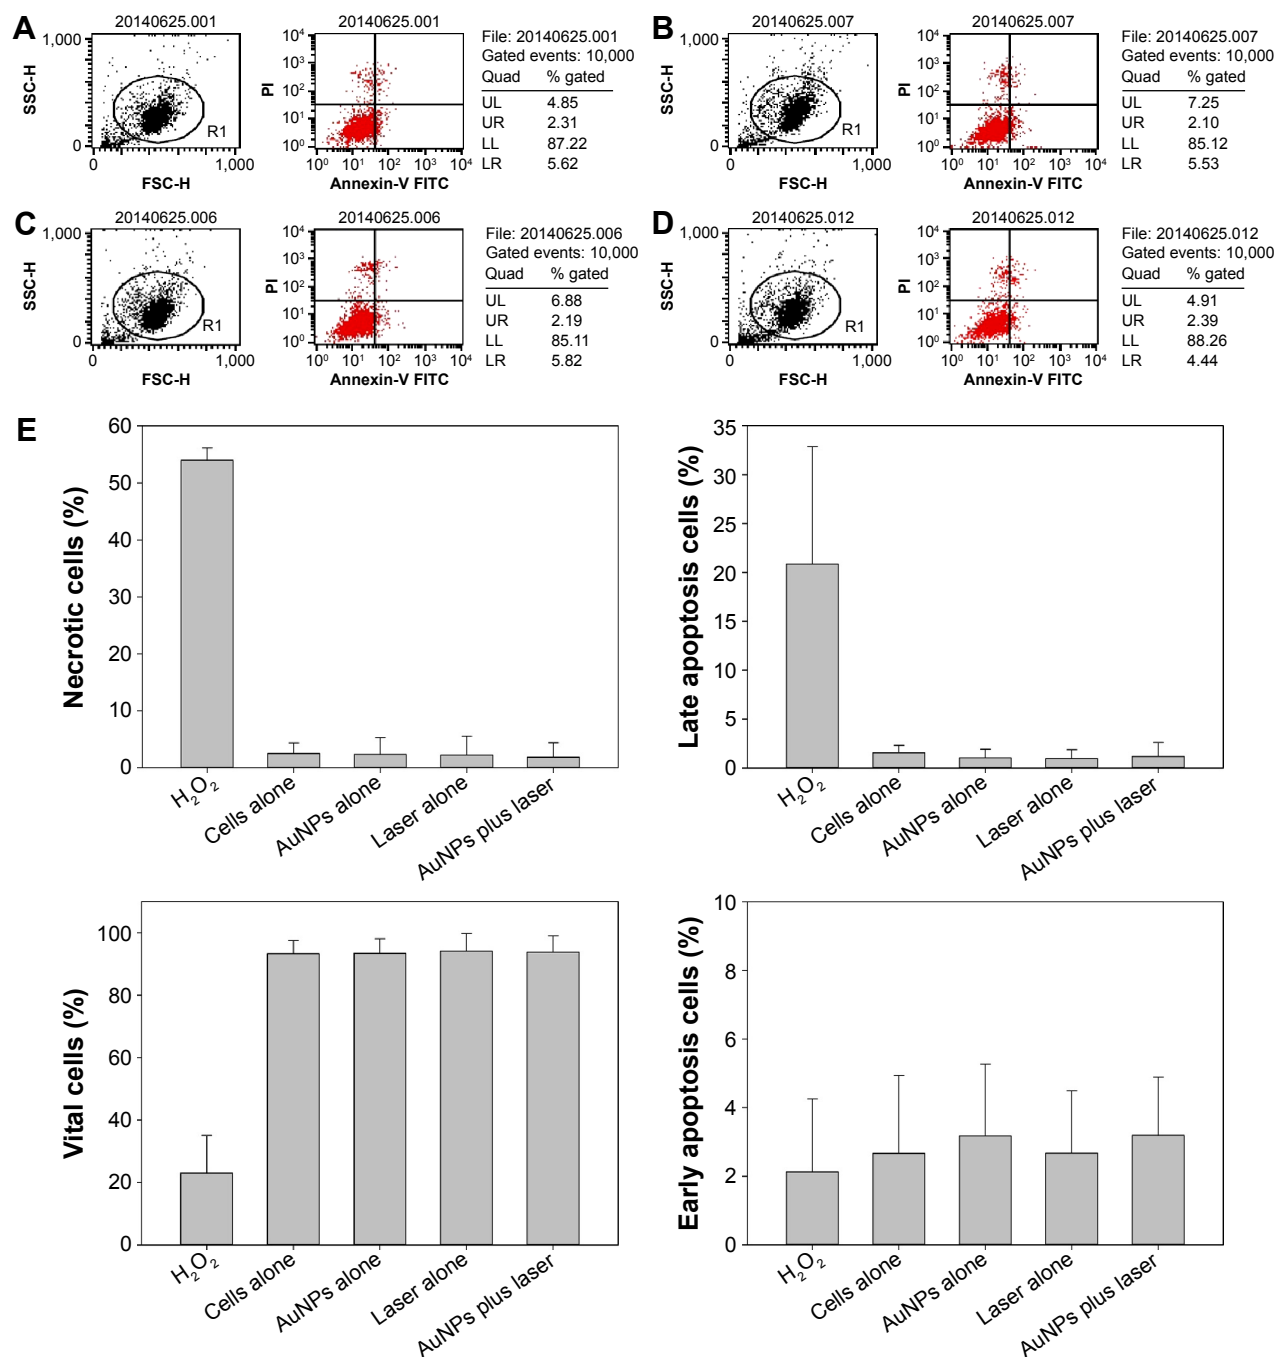 A
20140625.001
1,000
SSC-H
0
R1
1,000
FSC-H
20140625.001
10⁴
10³
10²
10¹
10⁰
PI
10⁰ 10¹ 10² 10³ 10⁴
Annexin-V FITC
File: 20140625.001
Gated events: 10,000
Quad % gated
UL 4.85
UR 2.31
LL 87.22
LR 5.62
B
20140625.007
1,000
SSC-H
0
R1
1,000
FSC-H
20140625.007
10⁴
10³
10²
10¹
10⁰
PI
10⁰ 10¹ 10² 10³ 10⁴
Annexin-V FITC
File: 20140625.007
Gated events: 10,000
Quad % gated
UL 7.25
UR 2.10
LL 85.12
LR 5.53
C
20140625.006
1,000
SSC-H
0
R1
1,000
FSC-H
20140625.006
10⁴
10³
10²
10¹
10⁰
PI
10⁰ 10¹ 10² 10³ 10⁴
Annexin-V FITC
File: 20140625.006
Gated events: 10,000
Quad % gated
UL 6.88
UR 2.19
LL 85.11
LR 5.82
D
20140625.012
1,000
SSC-H
0
R1
1,000
FSC-H
20140625.012
10⁴
10³
10²
10¹
10⁰
PI
10⁰ 10¹ 10² 10³ 10⁴
Annexin-V FITC
File: 20140625.012
Gated events: 10,000
Quad % gated
UL 4.91
UR 2.39
LL 88.26
LR 4.44
E
Necrotic cells (%)
60
50
40
30
20
10
0
H₂O₂
Cells alone
AuNPs alone
Laser alone
AuNPs plus laser
Late apoptosis cells (%)
35
30
25
20
15
10
5
0
H₂O₂
Cells alone
AuNPs alone
Laser alone
AuNPs plus laser
Vital cells (%)
100
80
60
40
20
0
H₂O₂
Cells alone
AuNPs alone
Laser alone
AuNPs plus laser
Early apoptosis cells (%)
10
8
6
4
2
0
H₂O₂
Cells alone
AuNPs alone
Laser alone
AuNPs plus laser